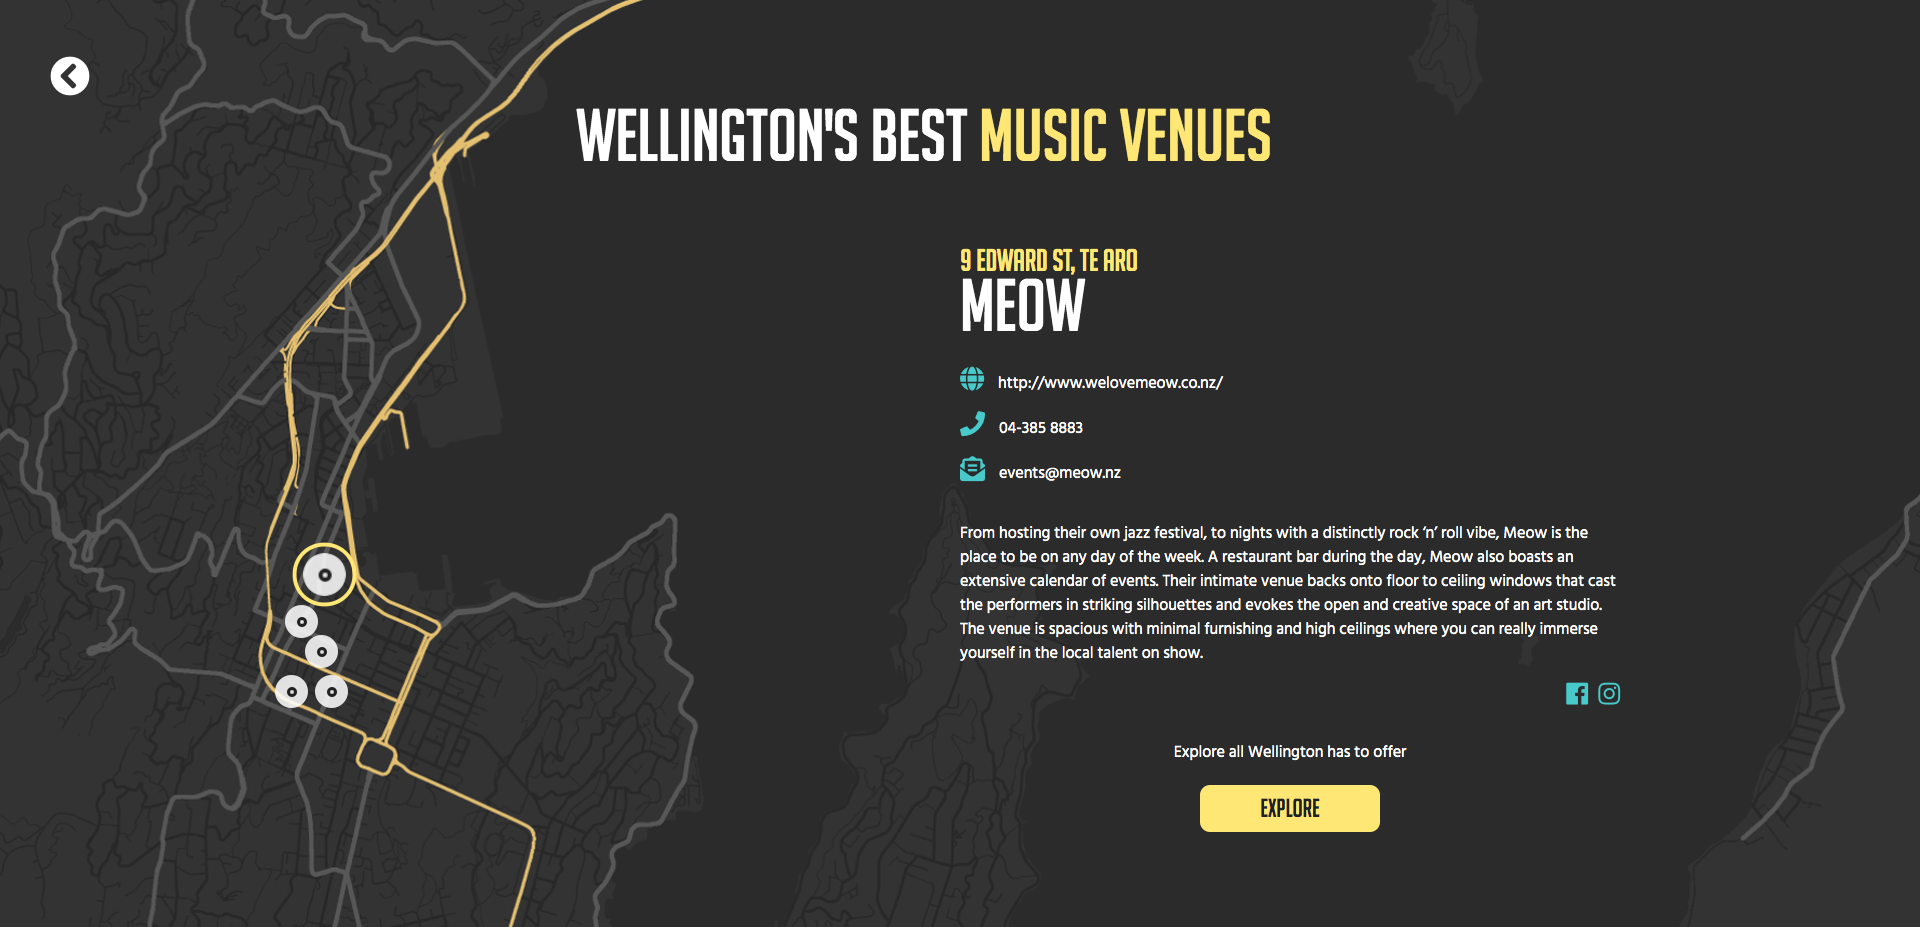 WELLINGTON'S BEST MUSIC VENUES
9 EDWARD ST, TE ARO
MEOW
http://www.welovemeow.co.nz/
04-385 8883
events@meow.nz
From hosting their own jazz festival, to nights with a distinctly rock ‘n’ roll vibe, Meow is the
place to be on any day of the week. A restaurant bar during the day, Meow also boasts an
extensive calendar of events. Their intimate venue backs onto floor to ceiling windows that cast
the performers in striking silhouettes and evokes the open and creative space of an art studio.
The venue is spacious with minimal furnishing and high ceilings where you can really immerse
yourself in the local talent on show.
Explore all Wellington has to offer
EXPLORE